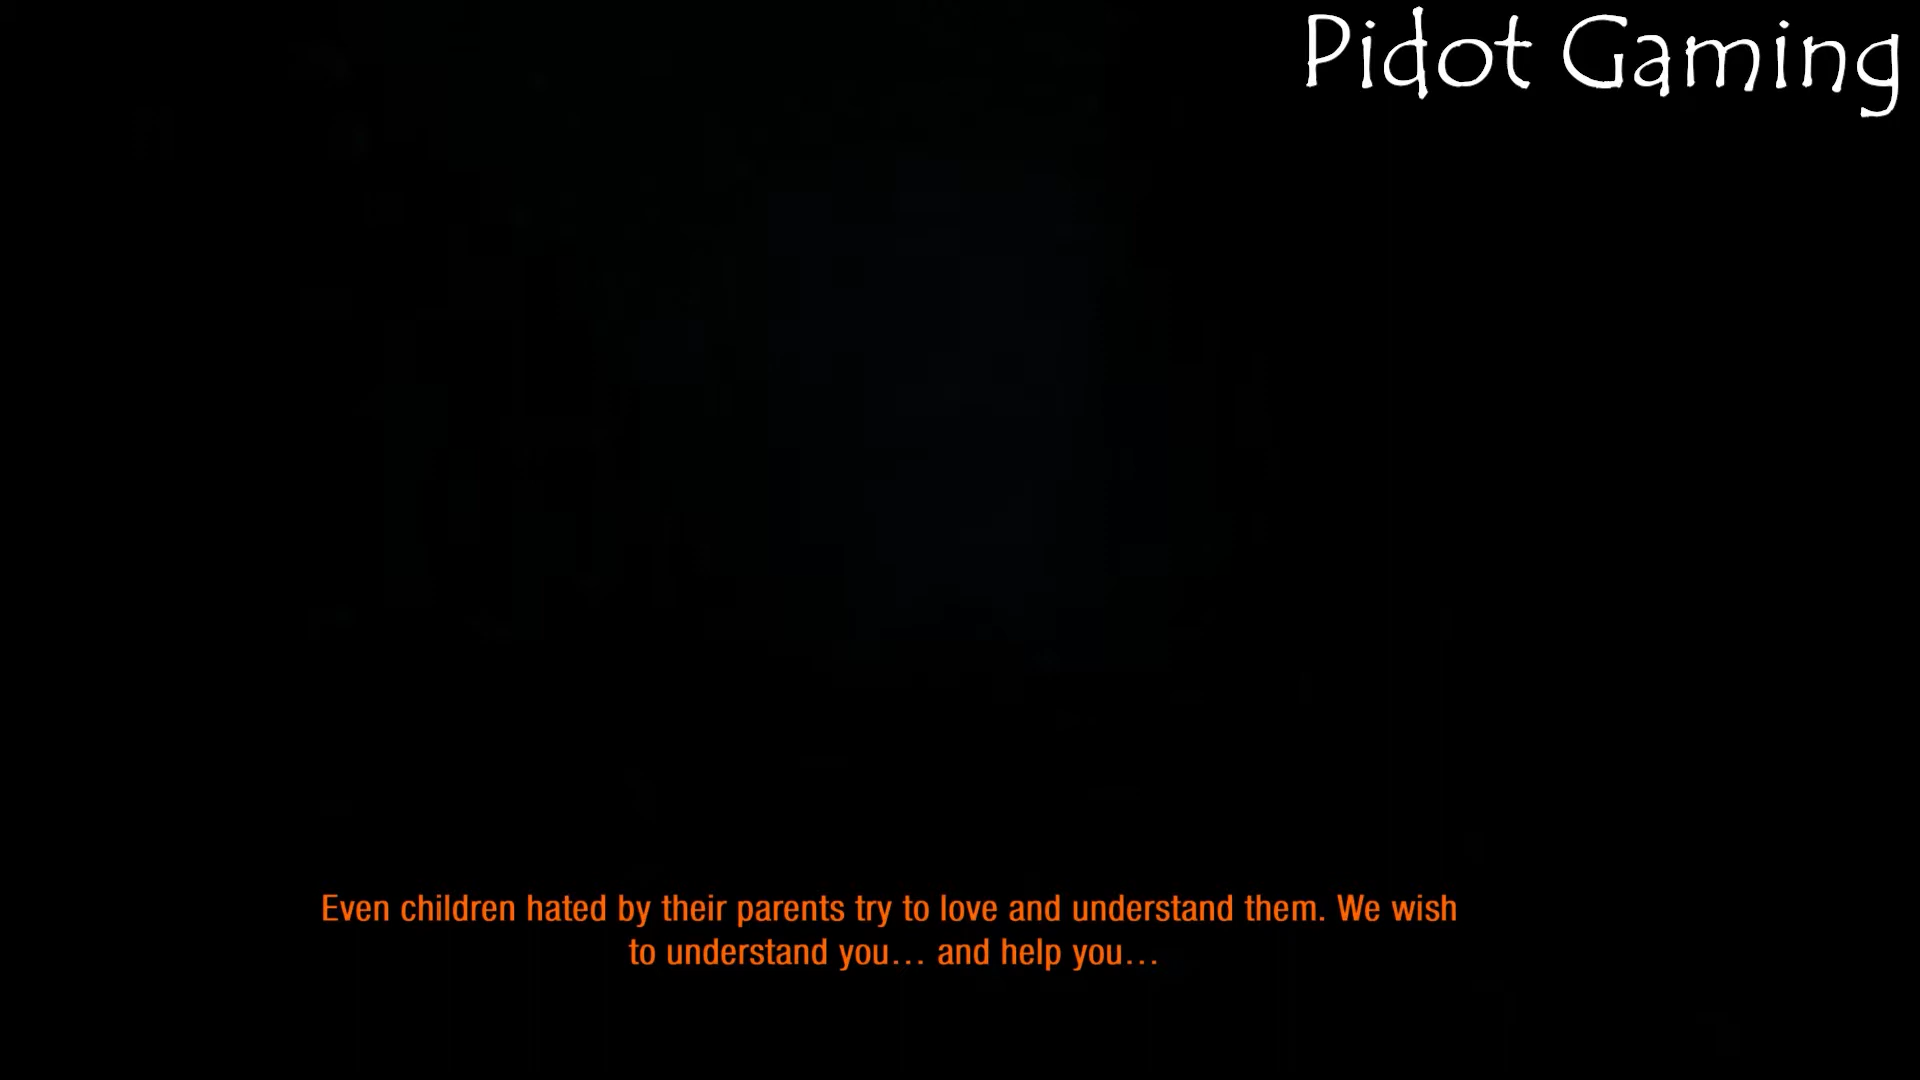 Pidot Gaming
Even children hated by their parents try to love and understand them. We wish
to understand you... and help you...